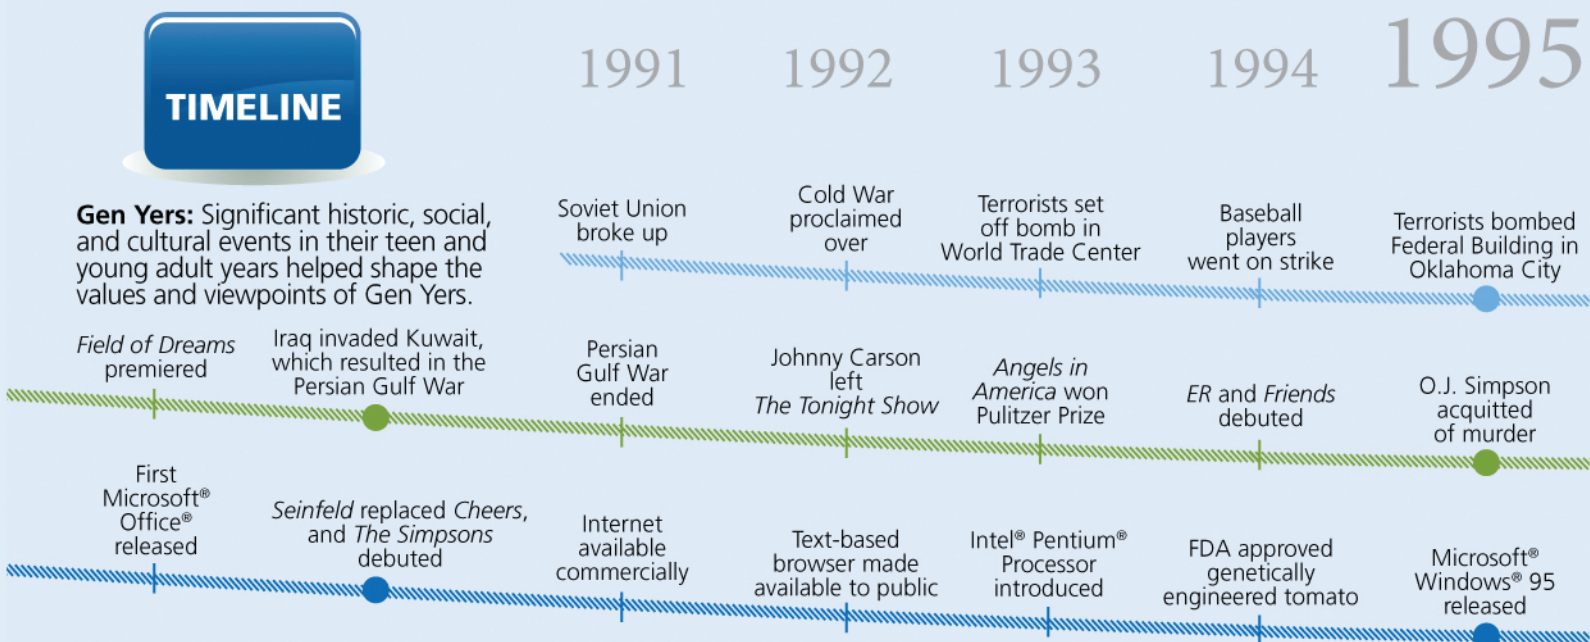 TIMELINE
1991
1992
1993
1994
1995
Gen Yers: Significant historic, social,
and cultural events in their teen and
young adult years helped shape the
values and viewpoints of Gen Yers.
Soviet Union
broke up
Cold War
proclaimed
over
Terrorists set
off bomb in
World Trade Center
Baseball
players
went on strike
Terrorists bombed
Federal Building in
Oklahoma City
Field of Dreams
premiered
Iraq invaded Kuwait,
which resulted in the
Persian Gulf War
Persian
Gulf War
ended
Johnny Carson
left
The Tonight Show
Angels in
America won
Pulitzer Prize
ER and Friends
debuted
O.J. Simpson
acquitted
of murder
First
Microsoft®
Office®
released
Seinfeld replaced Cheers,
and The Simpsons
debuted
Internet
available
commercially
Text-based
browser made
available to public
Intel® Pentium®
Processor
introduced
FDA approved
genetically
engineered tomato
Microsoft®
Windows® 95
released